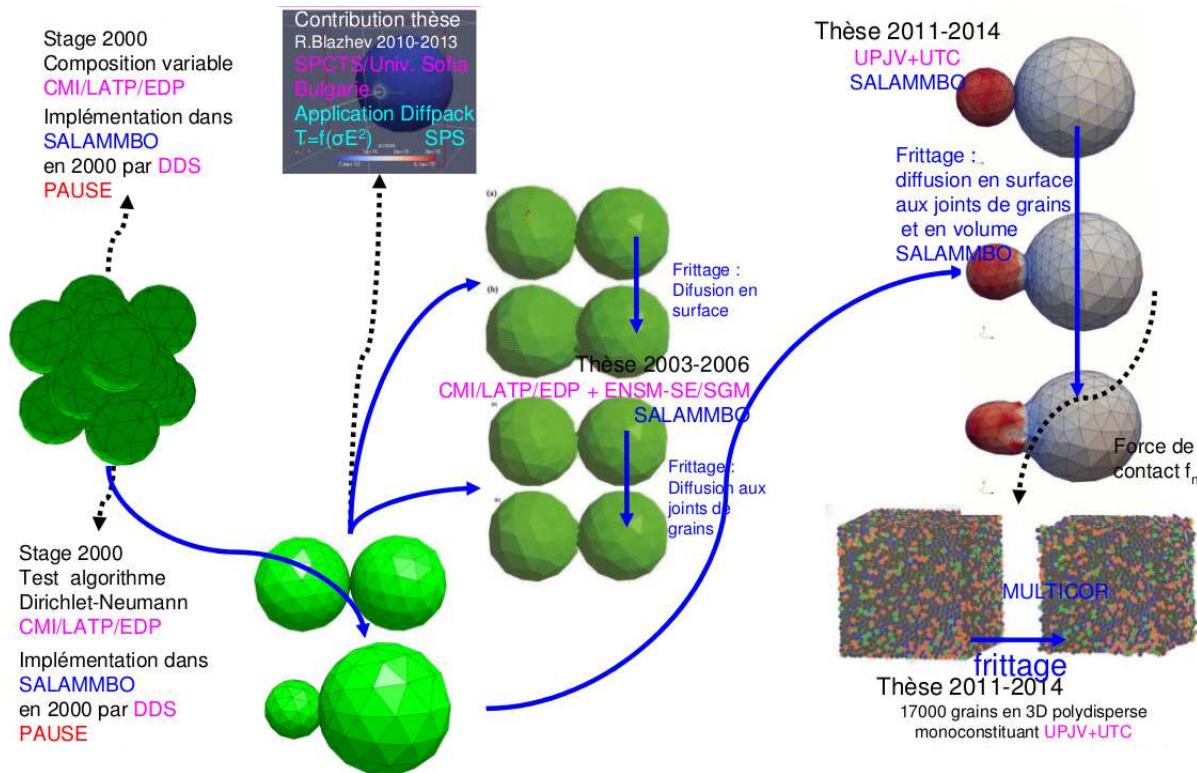 Stage 2000
Composition variable
CMI/LATP/EDP
Implémentation dans
SALAMMBO
en 2000 par DDS
PAUSE
Contribution thèse
R.Blazhev 2010-2013
SPCTS/Univ. Sofia
Bulgarie
Application Diffpack
T=f(σE²) SPS
(a)
Frittage :
Difusion en
surface
(b)
Thèse 2003-2006
CMI/LATP/EDP + ENSM-SE/SGM
SALAMMBO
Frittage :
Diffusion aux
joints de
grains
Stage 2000
Test algorithme
Dirichlet-Neumann
CMI/LATP/EDP
Implémentation dans
SALAMMBO
en 2000 par DDS
PAUSE
Thèse 2011-2014
UPJV+UTC
SALAMMBO
Frittage :
diffusion en surface
aux joints de grains
et en volume
SALAMMBO
Force de
contact fₙ
MULTICOR
frittage
Thèse 2011-2014
17000 grains en 3D polydisperse
monoconstituant UPJV+UTC